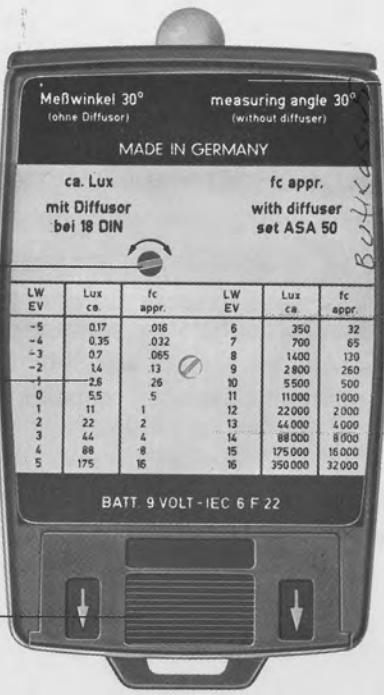 Meßwinkel 30° measuring angle 30°
(ohne Diffusor) (without diffuser)
MADE IN GERMANY
ca. Lux fc appr.
mit Diffusor with diffuser
bei 18 DIN set ASA 50
LW Lux fc LW Lux fc
EV ca. appr. EV ca. appr.
-5 0.17 .016 6 350 32
-4 0,35 .032 7 700 65
-3 0.7 .065 8 1400 130
-2 1,4 .13 9 2800 260
-1 2,8 26 10 5500 500
0 5.5 .5 11 11000 1000
1 11 1 12 22000 2000
2 22 2 13 44000 4000
3 44 4 14 88000 8000
4 88 8 15 175000 16000
5 175 16 16 350000 32000
BATT. 9 VOLT-IEC 6 F 22